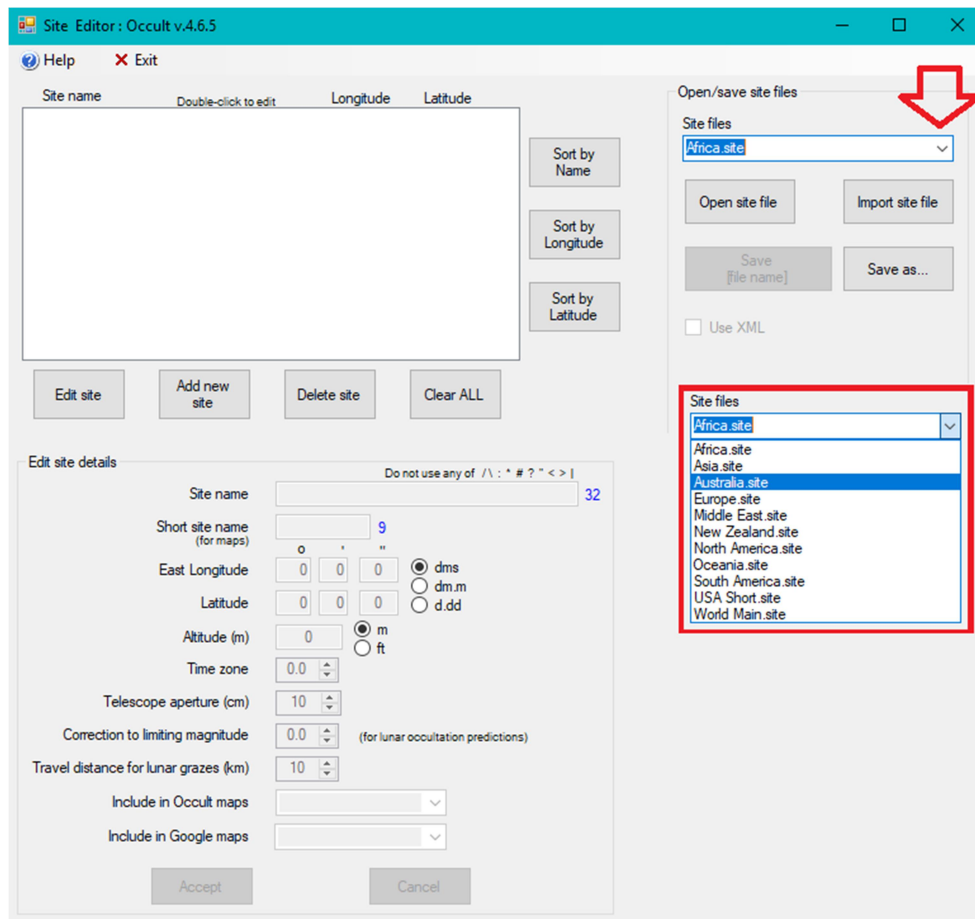 Site Editor : Occult v.4.6.5
Help Exit
Site name Double-click to edit Longitude Latitude
Sort by
Name
Sort by
Longitude
Sort by
Latitude
Edit site
Add new
site
Delete site
Clear ALL
Open/save site files
Site files
Africa.site
Open site file
Import site file
Save
[file name]
Save as...
Use XML
Site files
Africa.site
Africa.site
Asia.site
Australia.site
Europe.site
Middle East.site
New Zealand.site
North America.site
Oceania.site
South America.site
USA Short.site
World Main.site
Edit site details
Do not use any of / \ : * # ? " < > |
Site name 32
Short site name 9
(for maps)
o ' "
East Longitude 0 0 0
dms
dm.m
d.dd
Latitude 0 0 0
Altitude (m) 0
m
ft
Time zone 0.0
Telescope aperture (cm) 10
Correction to limiting magnitude 0.0 (for lunar occultation predictions)
Travel distance for lunar grazes (km) 10
Include in Occult maps
Include in Google maps
Accept Cancel